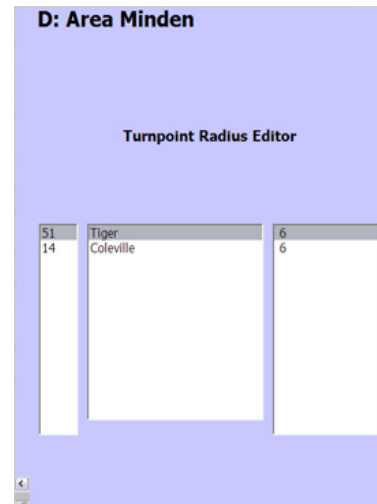 D: Area Minden
Turnpoint Radius Editor
51 Tiger 6
14 Coleville 6